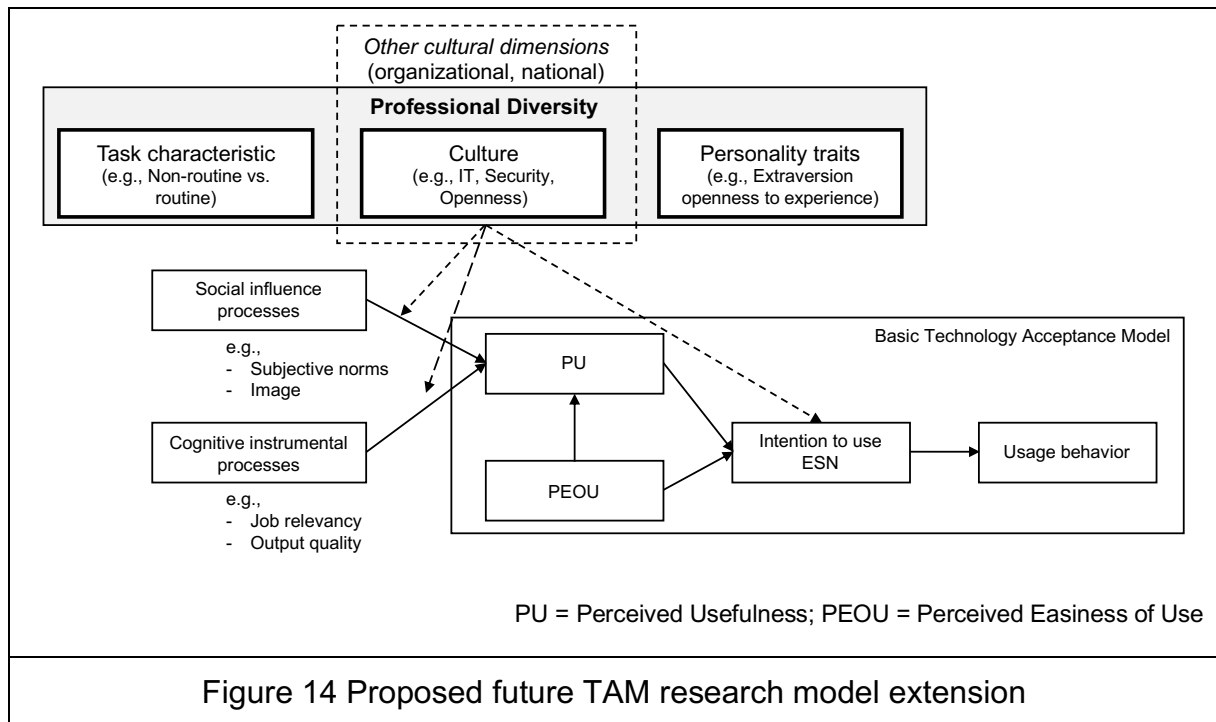 Other cultural dimensions
(organizational, national)
Professional Diversity
Task characteristic
(e.g., Non-routine vs.
routine)
Culture
(e.g., IT, Security,
Openness)
Personality traits
(e.g., Extraversion
openness to experience)
Social influence
processes
e.g.,
- Subjective norms
- Image
Cognitive instrumental
processes
e.g.,
- Job relevancy
- Output quality
Basic Technology Acceptance Model
PU
PEOU
Intention to use
ESN
Usage behavior
PU = Perceived Usefulness; PEOU = Perceived Easiness of Use
Figure 14 Proposed future TAM research model extension